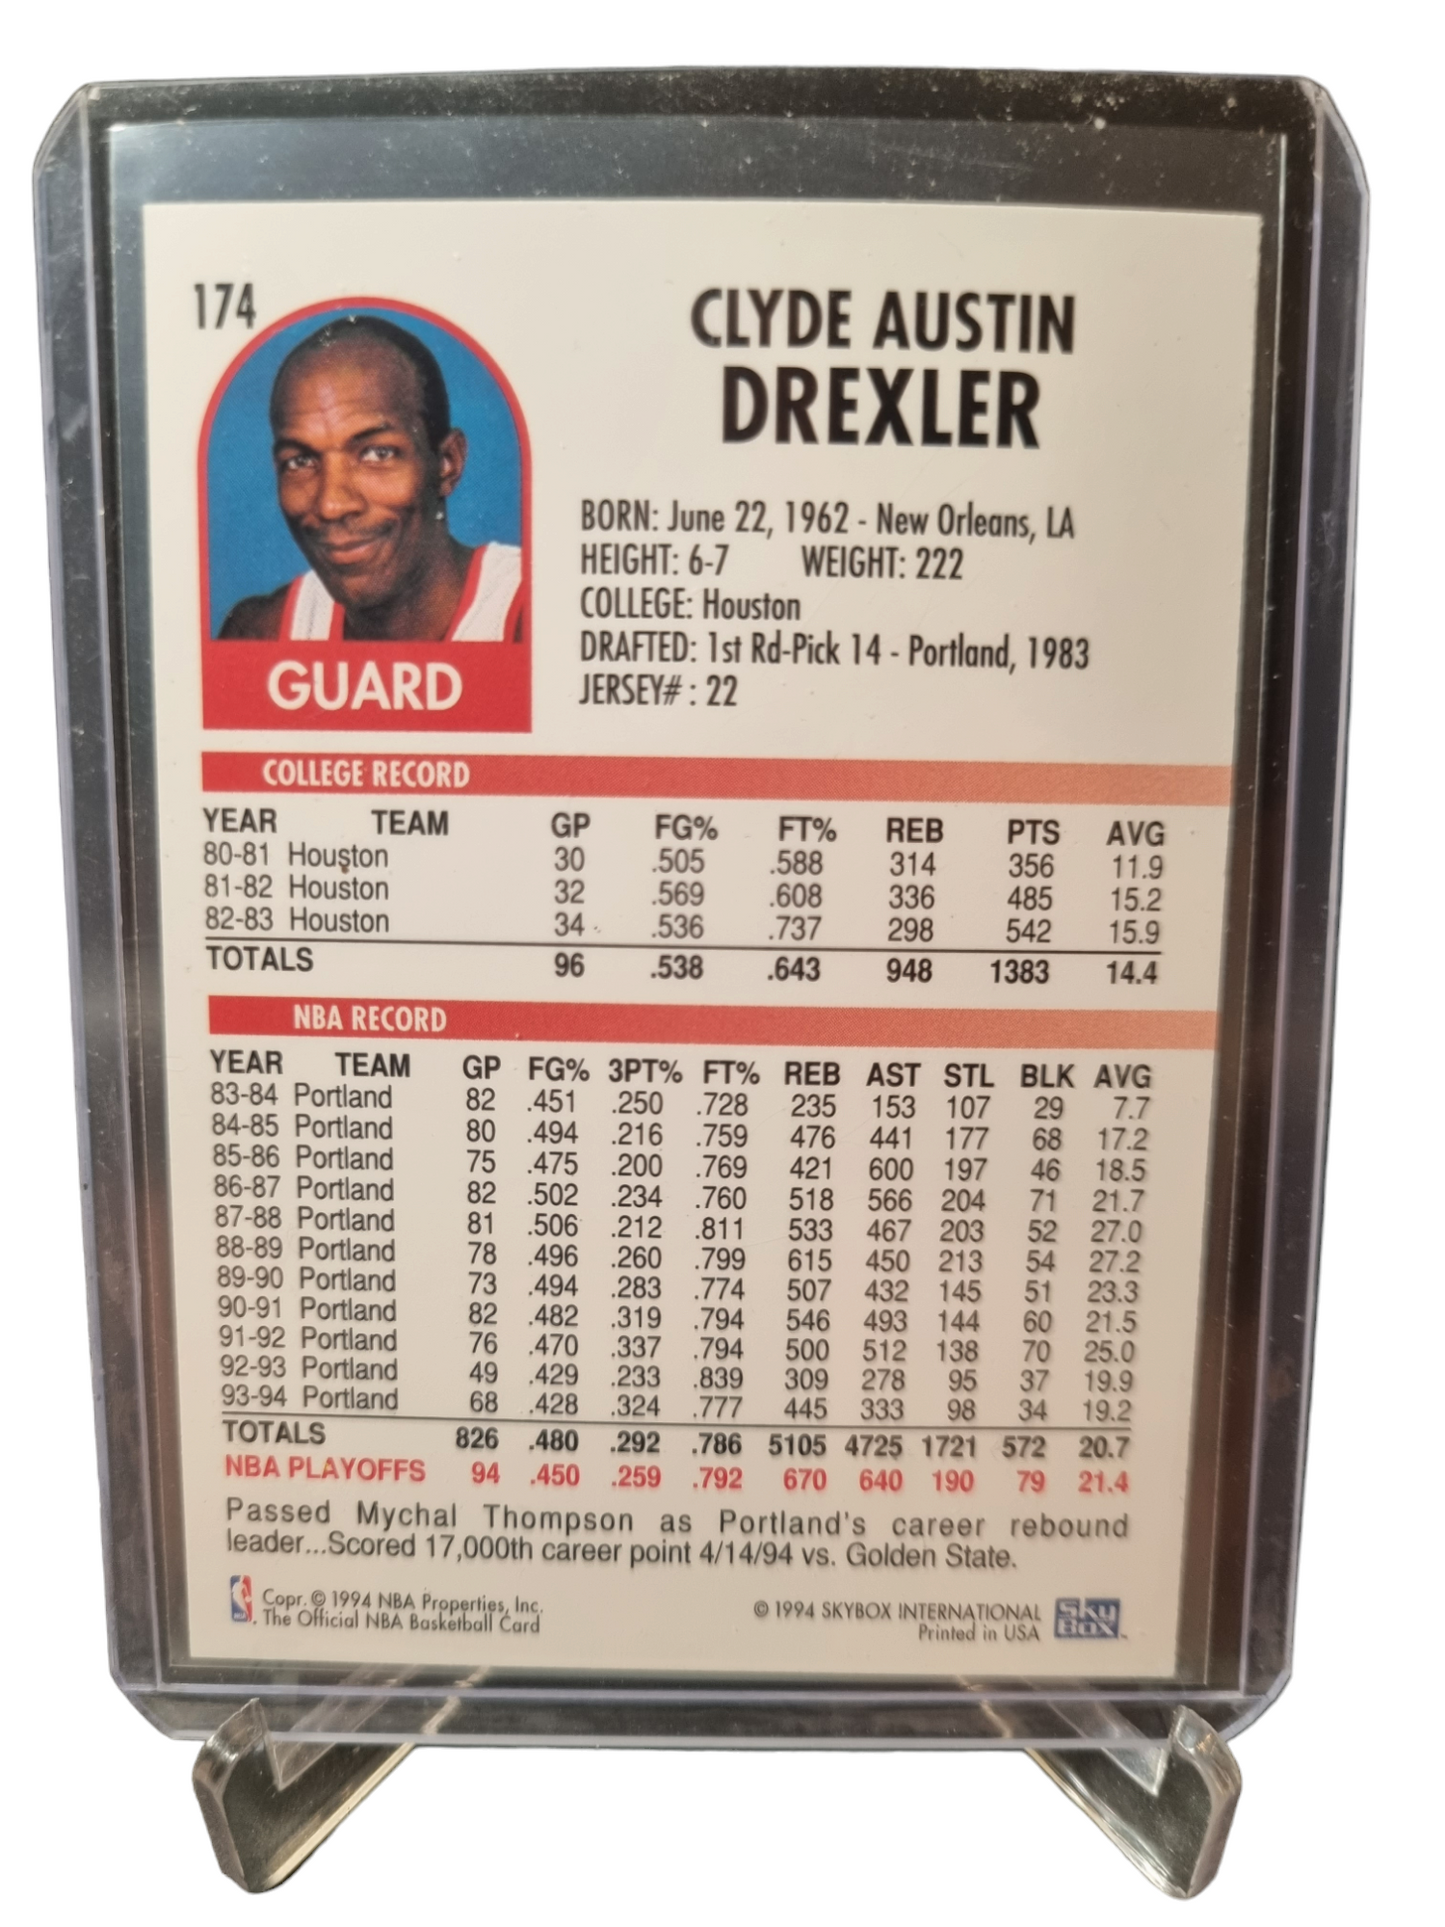 174
CLYDE AUSTIN
DREXLER
BORN: June 22, 1962 - New Orleans, LA
HEIGHT: 6-7 WEIGHT: 222
COLLEGE: Houston
DRAFTED: 1st Rd-Pick 14 - Portland, 1983
JERSEY# : 22
GUARD
COLLEGE RECORD
YEAR TEAM GP FG% FT% REB PTS AVG
80-81 Houston 30 .505 .588 314 356 11.9
81-82 Houston 32 .569 .608 336 485 15.2
82-83 Houston 34 .536 .737 298 542 15.9
TOTALS 96 .538 .643 948 1383 14.4
NBA RECORD
YEAR TEAM GP FG% 3PT% FT% REB AST STL BLK AVG
83-84 Portland 82 .451 .250 .728 235 153 107 29 7.7
84-85 Portland 80 .494 .216 .759 476 441 177 68 17.2
85-86 Portland 75 .475 .200 .769 421 600 197 46 18.5
86-87 Portland 82 .502 .234 .760 518 566 204 71 21.7
87-88 Portland 81 .506 .212 .811 533 467 203 52 27.0
88-89 Portland 78 .496 .260 .799 615 450 213 54 27.2
89-90 Portland 73 .494 .283 .774 507 432 145 51 23.3
90-91 Portland 82 .482 .319 .794 546 493 144 60 21.5
91-92 Portland 76 .470 .337 .794 500 512 138 70 25.0
92-93 Portland 49 .429 .233 .839 309 278 95 37 19.9
93-94 Portland 68 .428 .324 .777 445 333 98 34 19.2
TOTALS 826 .480 .292 .786 5105 4725 1721 572 20.7
NBA PLAYOFFS 94 .450 .259 .792 670 640 190 79 21.4
Passed Mychal Thompson as Portland's career rebound
leader...Scored 17,000th career point 4/14/94 vs. Golden State.
Copr. © 1994 NBA Properties, Inc.
The Official NBA Basketball Card
© 1994 SKYBOX INTERNATIONAL
Printed in USA
SKY
BOX